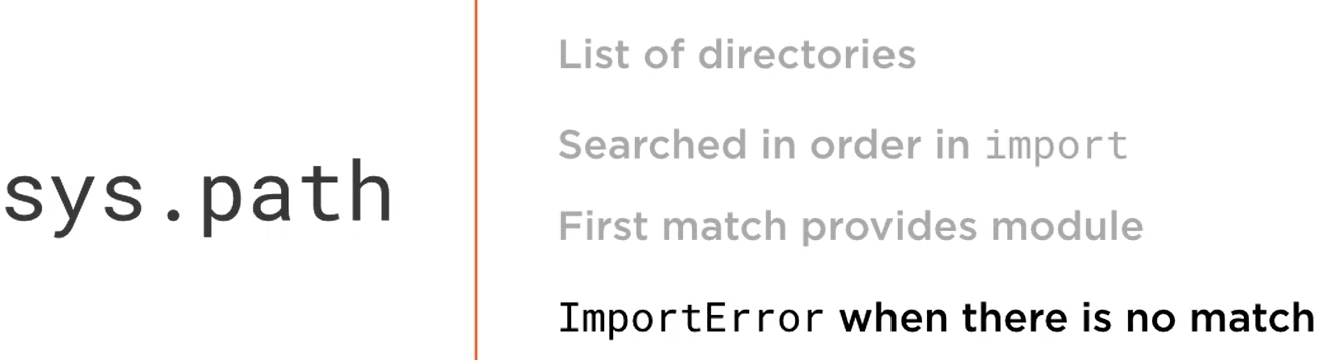 sys.path
List of directories
Searched in order in import
First match provides module
ImportError when there is no match